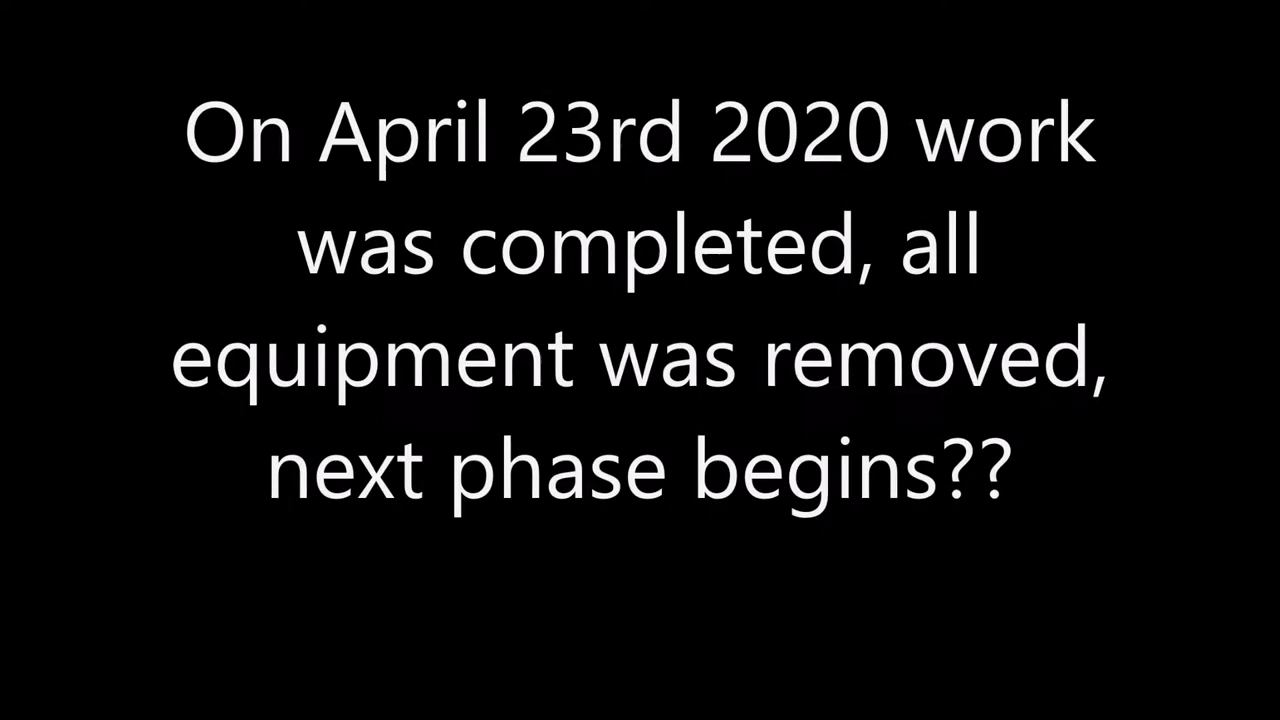 On April 23rd 2020 work
was completed, all
equipment was removed,
next phase begins??